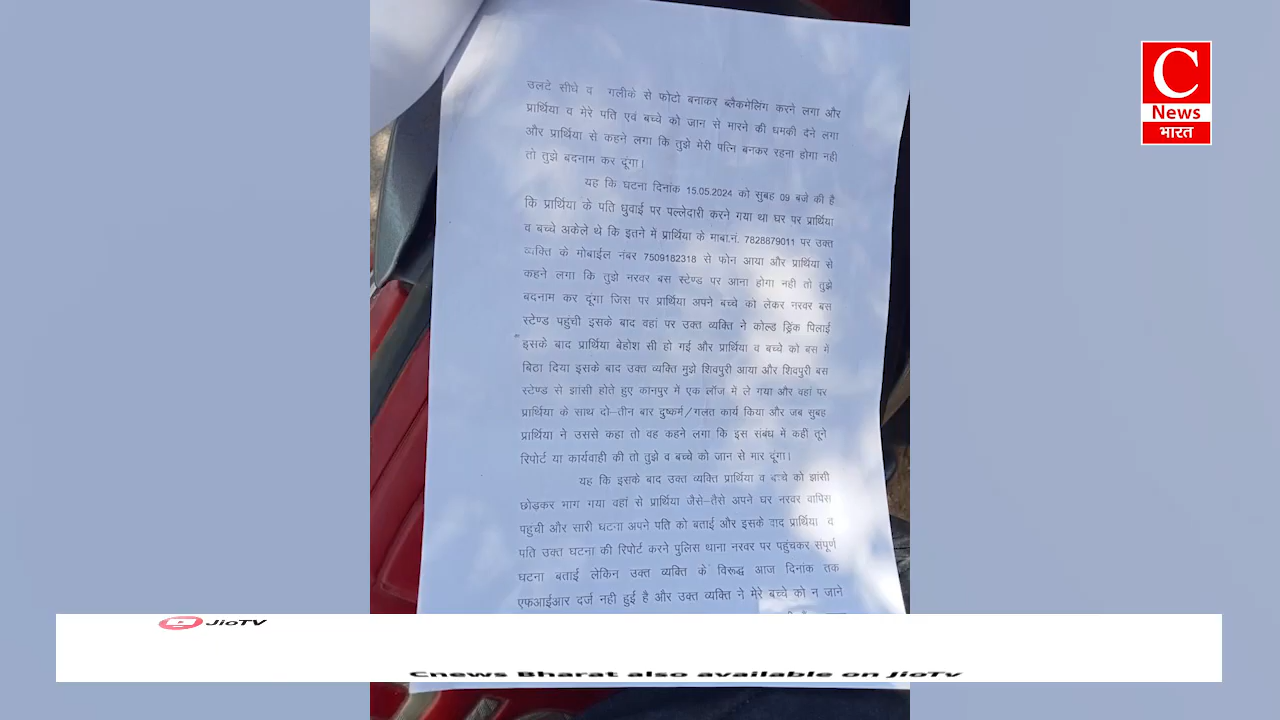 उलटे सीधे व गलीके से फोटो बनाकर ब्लैकमेलिंग करने लगा और
प्रार्थिया व मेरे पति एवं बच्चे को जान से मारने की धमकी देने लगा
और प्रार्थिया से कहने लगा कि तुझे मेरी पत्नि बनकर रहना होगा नही
तो तुझे बदनाम कर दूंगा।
यह कि घटना दिनांक 15.05.2024 को सुबह 09 बजे की है
कि प्रार्थिया के पति घुवाई पर पल्लेदारी करने गया था घर पर प्रार्थिया
व बच्चे अकेले थे कि इतने में प्रार्थिया के माबा.नं. 7828879011 पर उक्त
व्यक्ति के मोबाईल नंबर 7509182318 से फोन आया और प्रार्थिया से
कहने लगा कि तुझे नरवर बस स्टेण्ड पर आना होगा नही तो तुझे
बदनाम कर दूंगा जिस पर प्रार्थिया अपने बच्चे को लेकर नरवर बस
स्टेण्ड पहुंची इसके बाद वहां पर उक्त व्यक्ति ने कोल्ड ड्रिंक पिलाई
इसके बाद प्रार्थिया बेहोश सी हो गई और प्रार्थिया व बच्चे को बस में
बिठा दिया इसके बाद उक्त व्यक्ति मुझे शिवपुरी आया और शिवपुरी बस
स्टेण्ड से झांसी होते हुए कानपुर में एक लॉज में ले गया और वहां पर
प्रार्थिया के साथ दो–तीन बार दुष्कर्म/गलत कार्य किया और जब सुबह
प्रार्थिया ने उससे कहा तो वह कहने लगा कि इस संबंध मे कही तूने
रिपोर्ट या कार्यवाही की तो तुझे व बच्चे को जान से मार दूंगा।
यह कि इसके बाद उक्त व्यक्ति प्रार्थिया व बच्चे को झांसी
छोड़कर भाग गया वहां से प्रार्थिया जैसे–तैसे अपने घर नरवर वापिस
पहुची और सारी घटना अपने पति को बताई और इसके बाद प्रार्थिया व
पति उक्त घटना की रिपोर्ट करने पुलिस थाना नरवर पर पहुंचकर संपूर्ण
घटना बताई लेकिन उक्त व्यक्ति के विरूद्ध आज दिनांक तक
एफआईआर दर्ज नही हुई है और उक्त व्यक्ति ने मेरे बच्चे को न जाने
C
News
भारत
JioTV
Cnews Bharat also available on JioTv